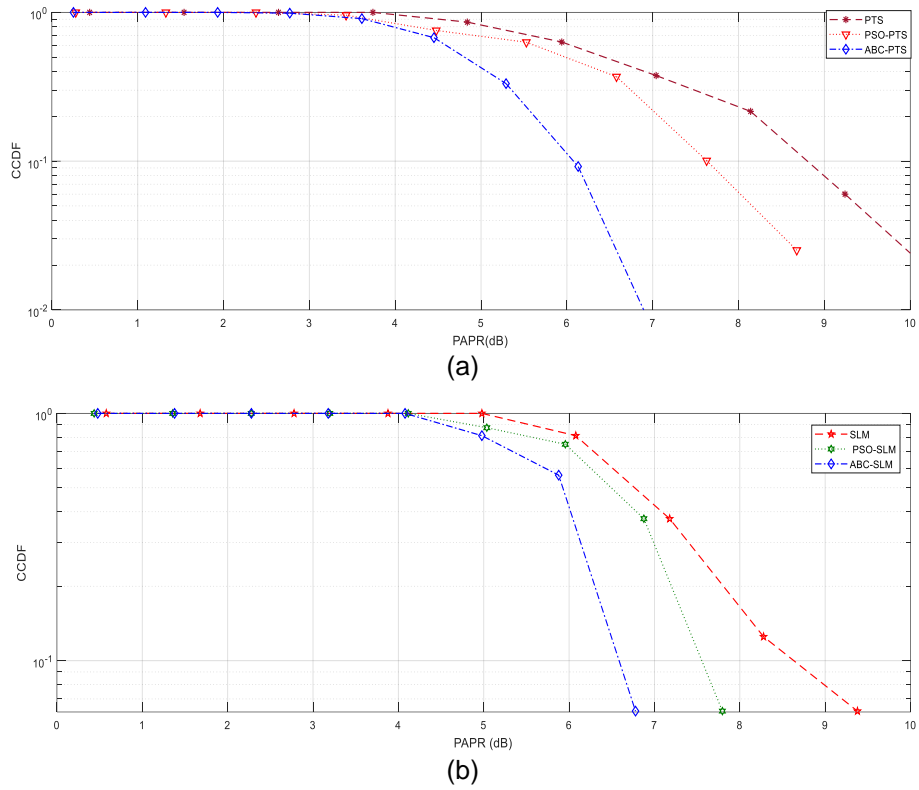 10^0
10^-1
10^-2
CCDF
0 1 2 3 4 5 6 7 8 9 10
PAPR(dB)
PTS
PSO-PTS
ABC-PTS
(a)
10^0
10^-1
CCDF
0 1 2 3 4 5 6 7 8 9 10
PAPR (dB)
SLM
PSO-SLM
ABC-SLM
(b)